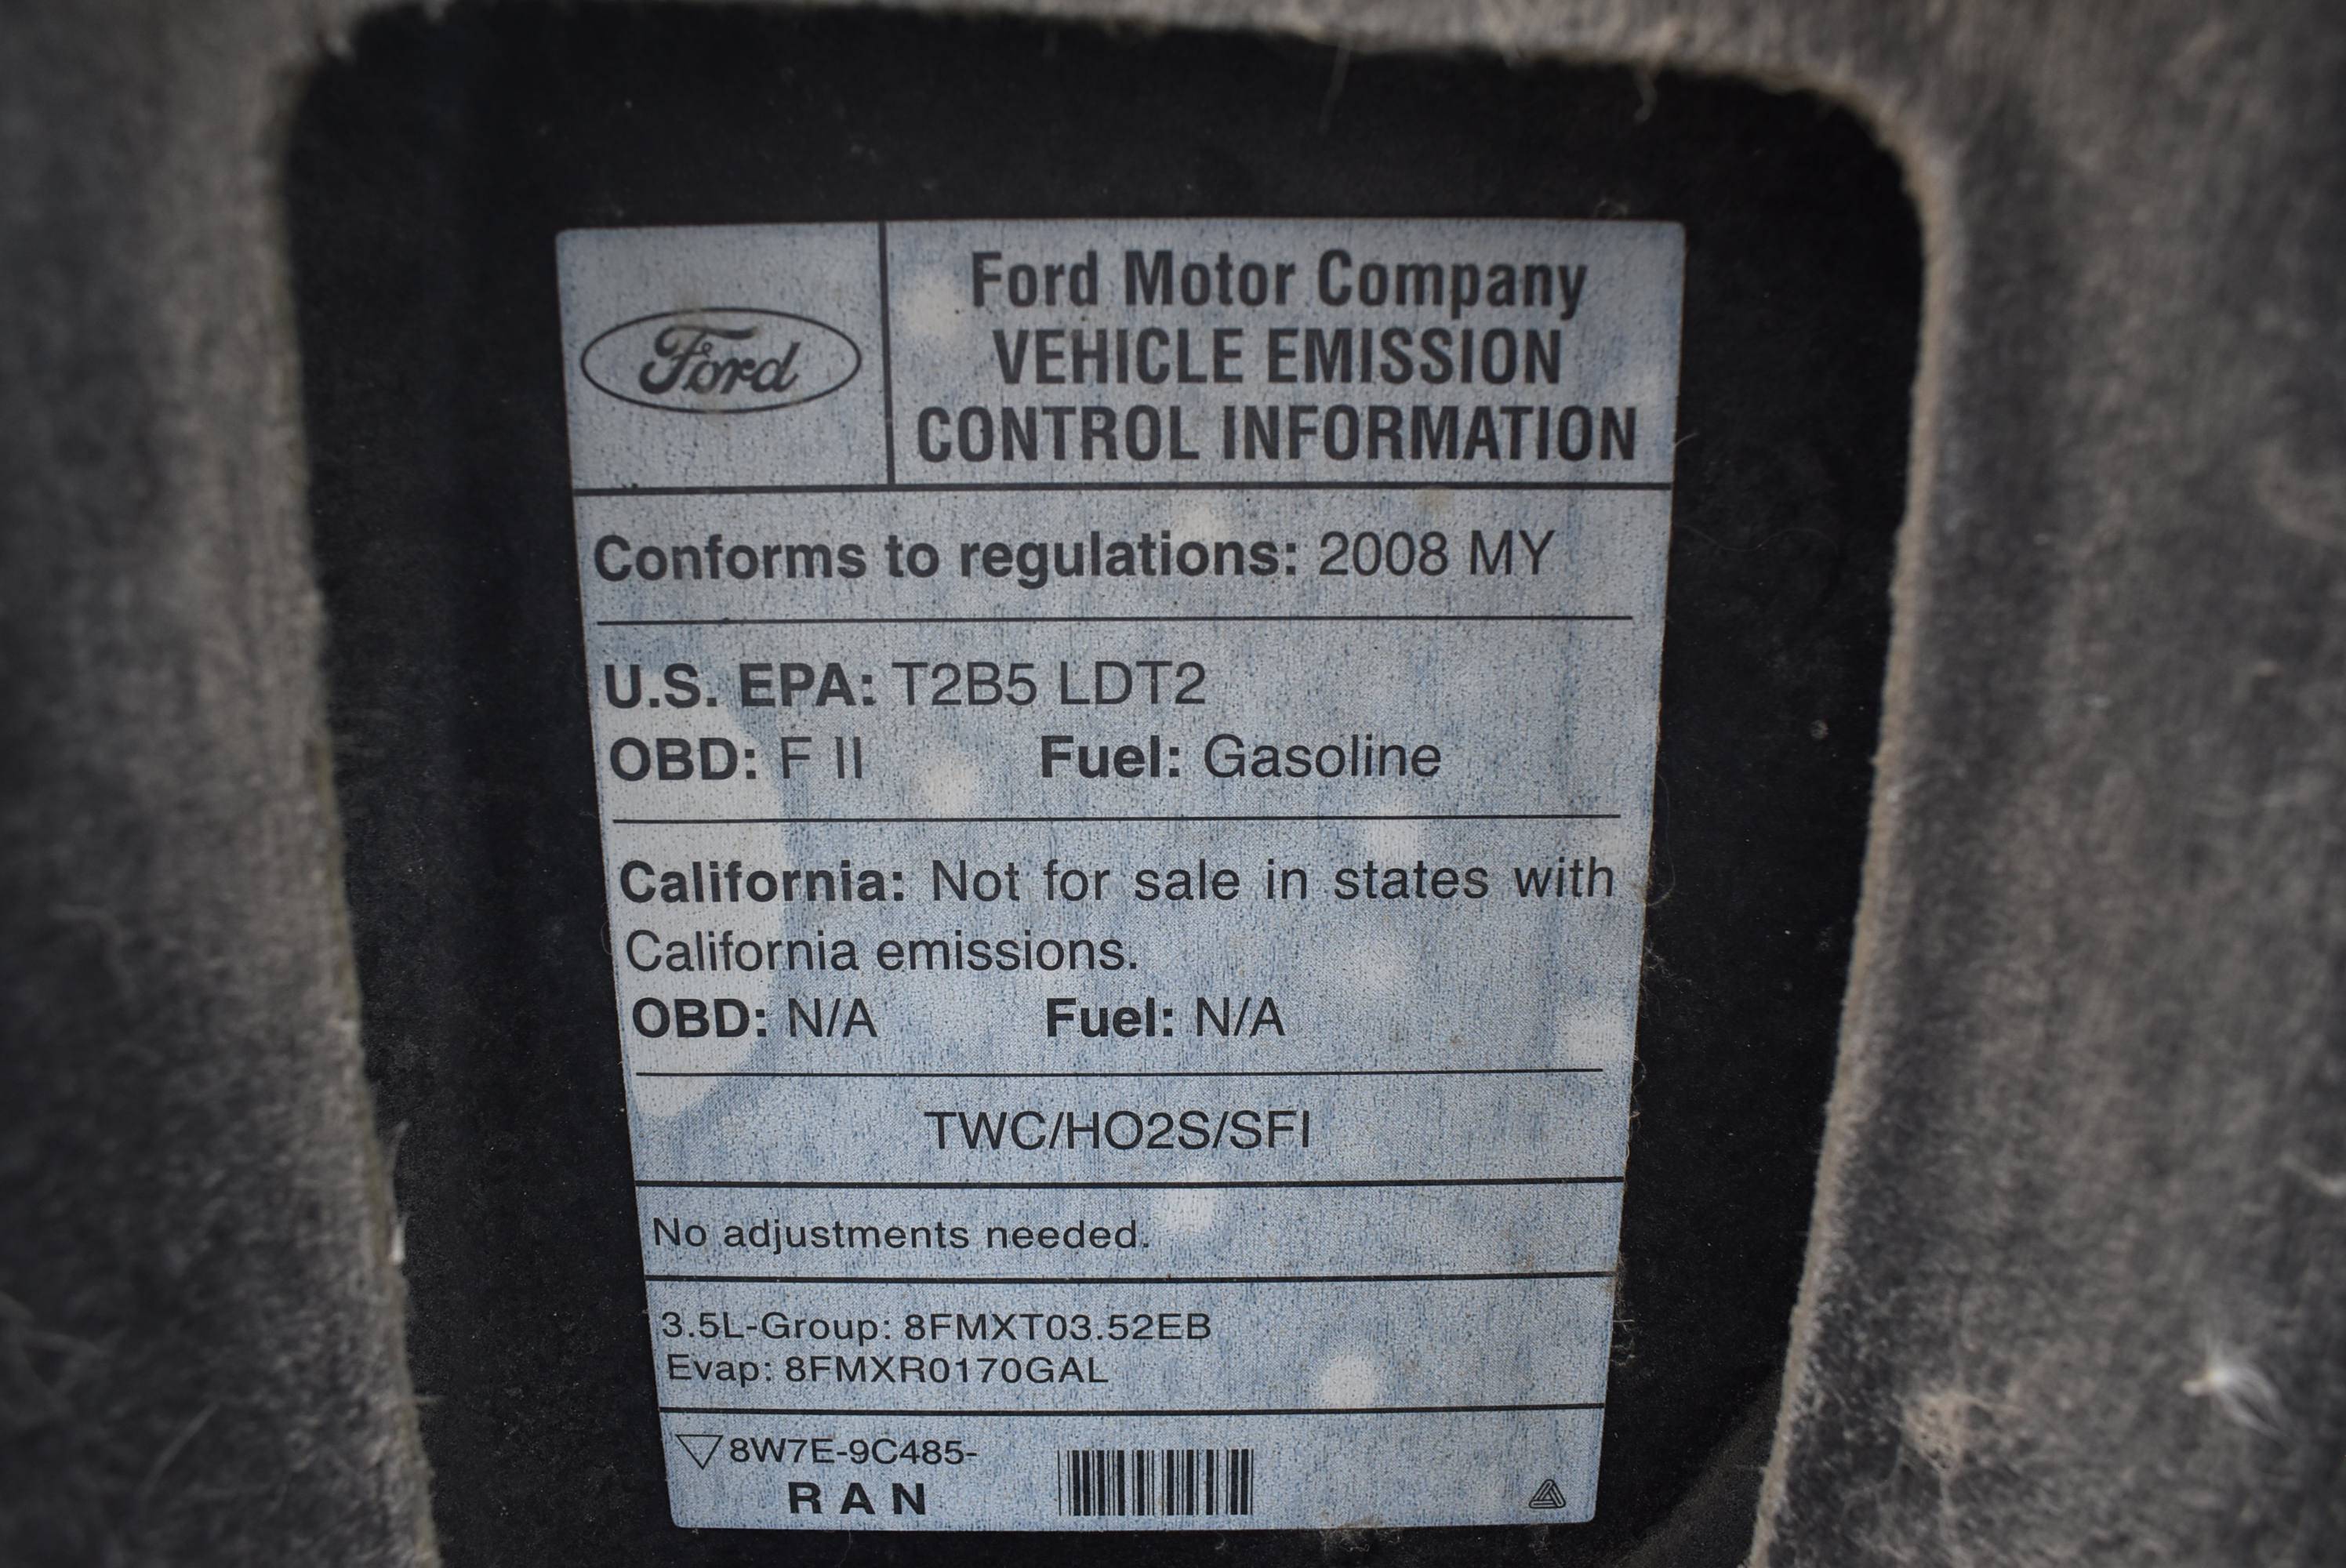 Ford
Ford Motor Company
VEHICLE EMISSION
CONTROL INFORMATION
Conforms to regulations: 2008 MY
U.S. EPA: T2B5 LDT2
OBD: F II Fuel: Gasoline
California: Not for sale in states with
California emissions.
OBD: N/A Fuel: N/A
TWC/HO2S/SFI
No adjustments needed.
3.5L-Group: 8FMXT03.52EB
Evap: 8FMXR0170GAL
8W7E-9C485-
RAN